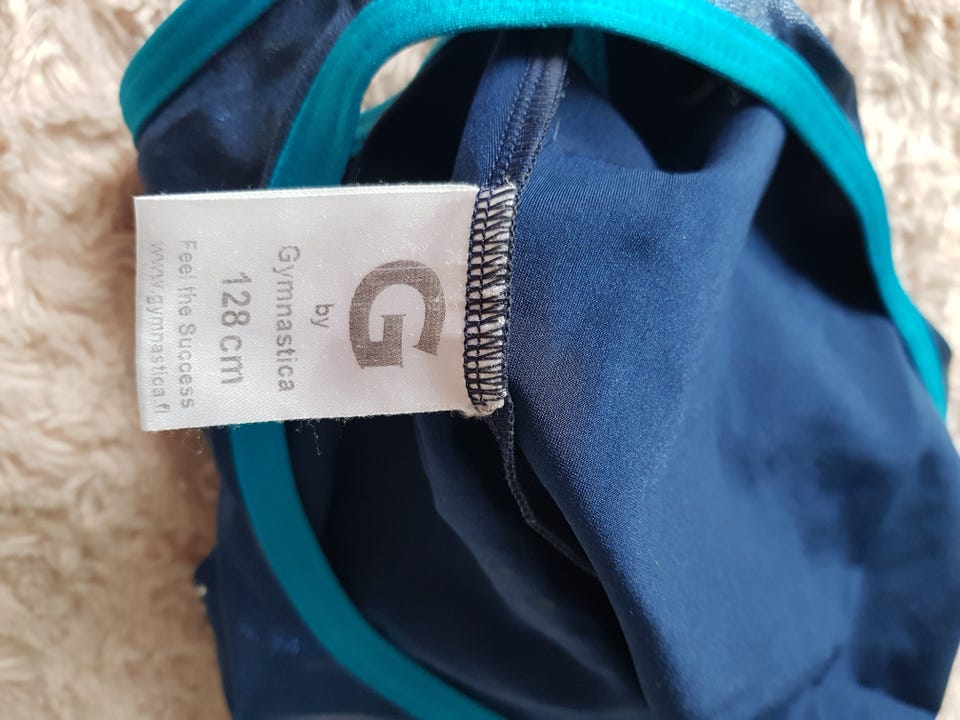 G
by
Gymnastica
128 cm
Feel the Success
www.gymnastica.fi